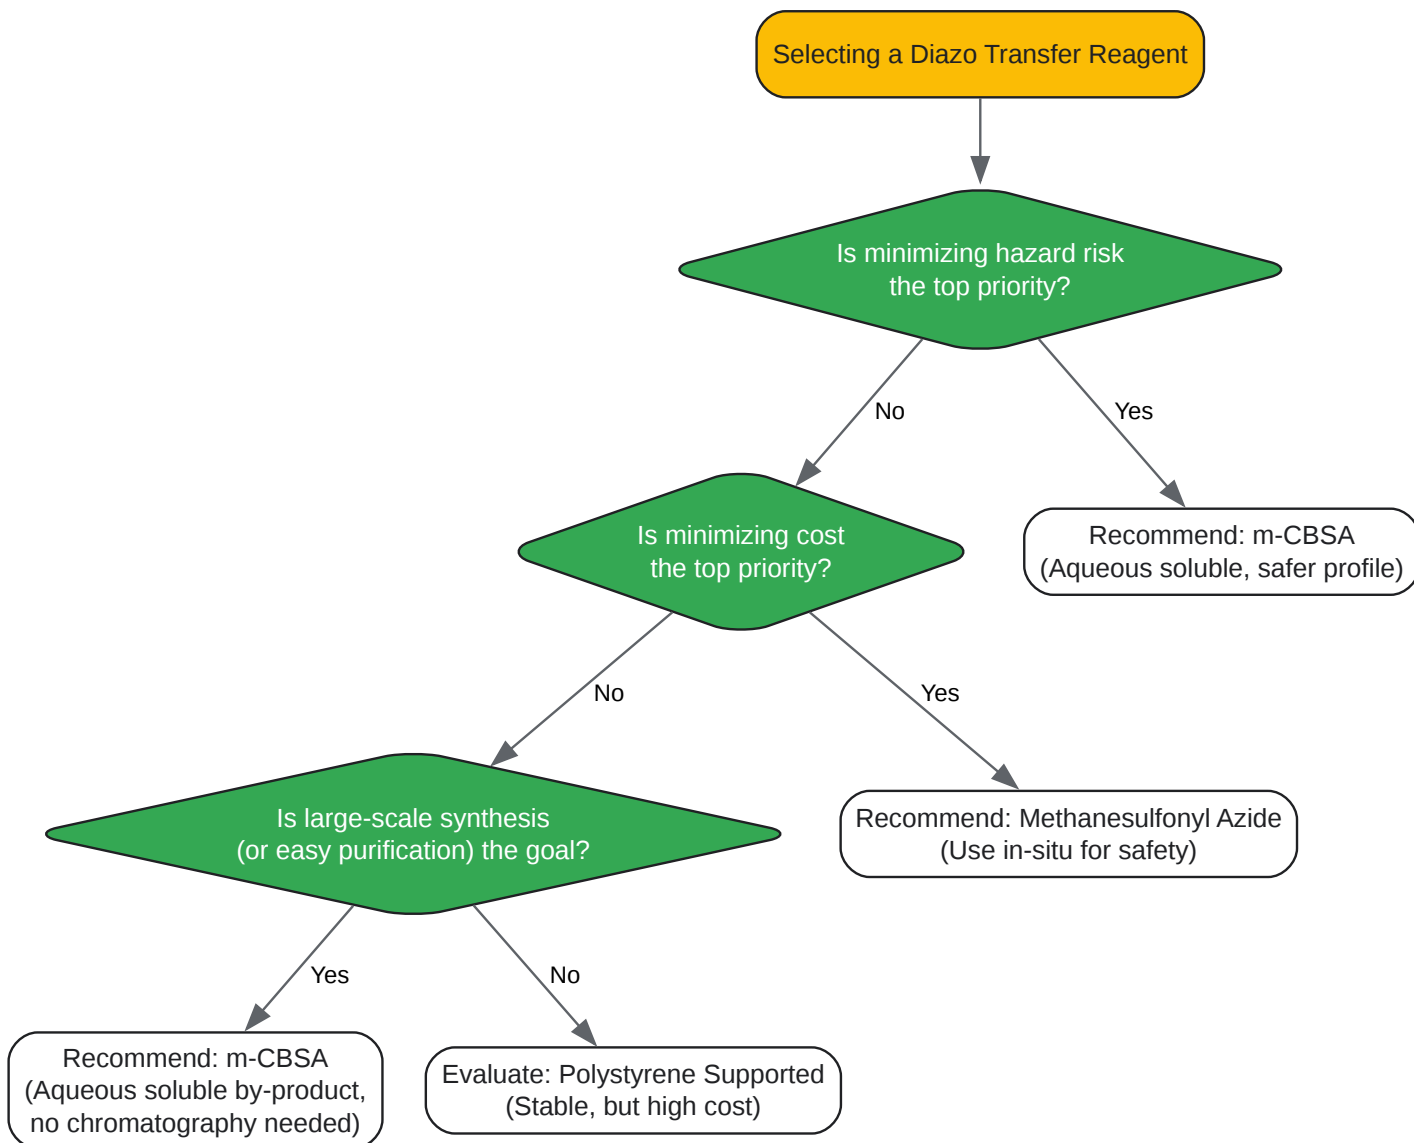 Selecting a Diazo Transfer Reagent
Is minimizing hazard risk
the top priority?
No
Yes
Is minimizing cost
the top priority?
Recommend: m-CBSA
(Aqueous soluble, safer profile)
No
Yes
Is large-scale synthesis
(or easy purification) the goal?
Recommend: Methanesulfonyl Azide
(Use in-situ for safety)
Yes
No
Recommend: m-CBSA
(Aqueous soluble by-product,
no chromatography needed)
Evaluate: Polystyrene Supported
(Stable, but high cost)